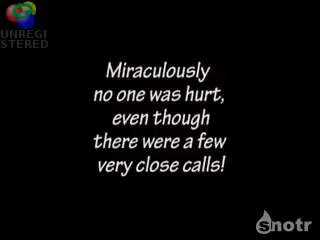 UNREGI
STERED
Miraculously
no one was hurt,
even though
there were a few
very close calls!
snotr